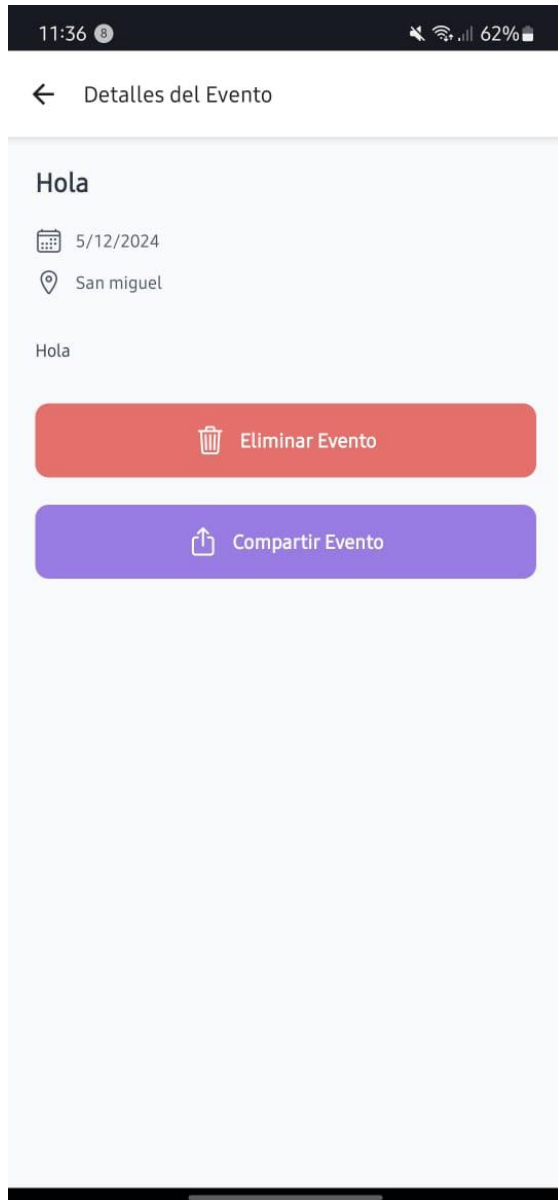 11:36 8 62%
Detalles del Evento
Hola
5/12/2024
San miguel
Hola
Eliminar Evento
Compartir Evento